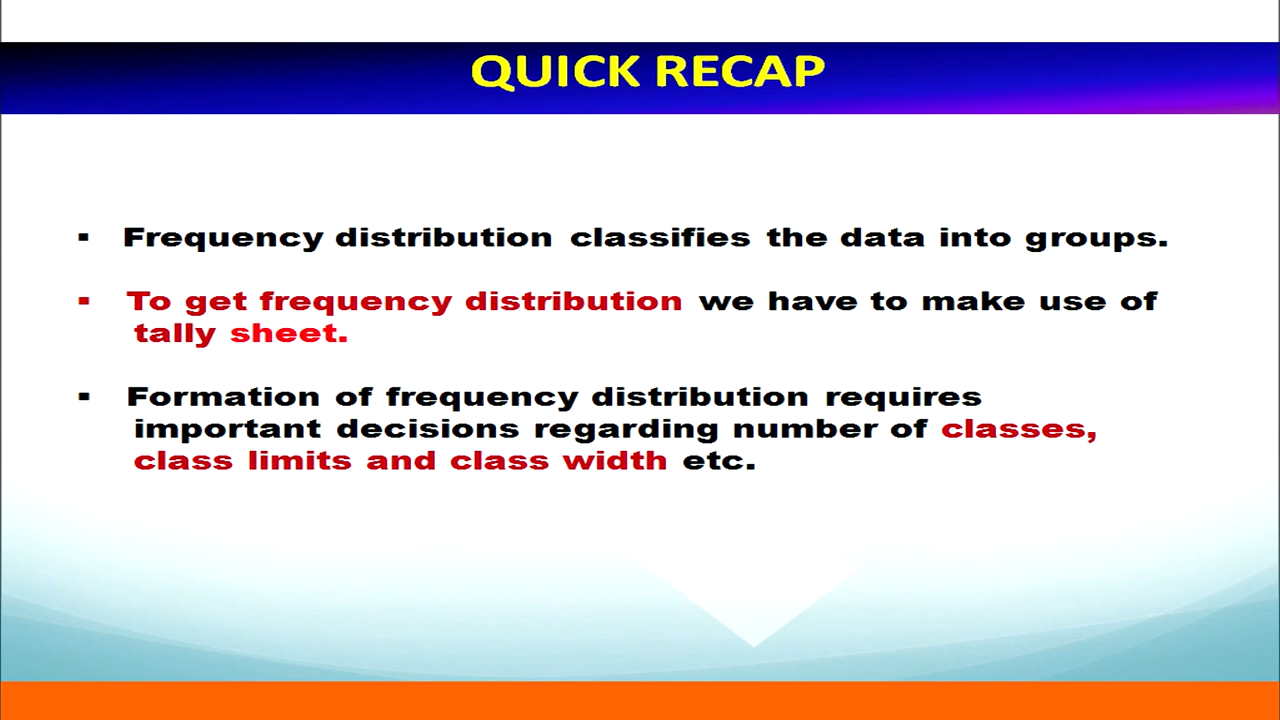 QUICK RECAP
▪ Frequency distribution classifies the data into groups.
▪ To get frequency distribution we have to make use of
tally sheet.
▪ Formation of frequency distribution requires
important decisions regarding number of classes,
class limits and class width etc.